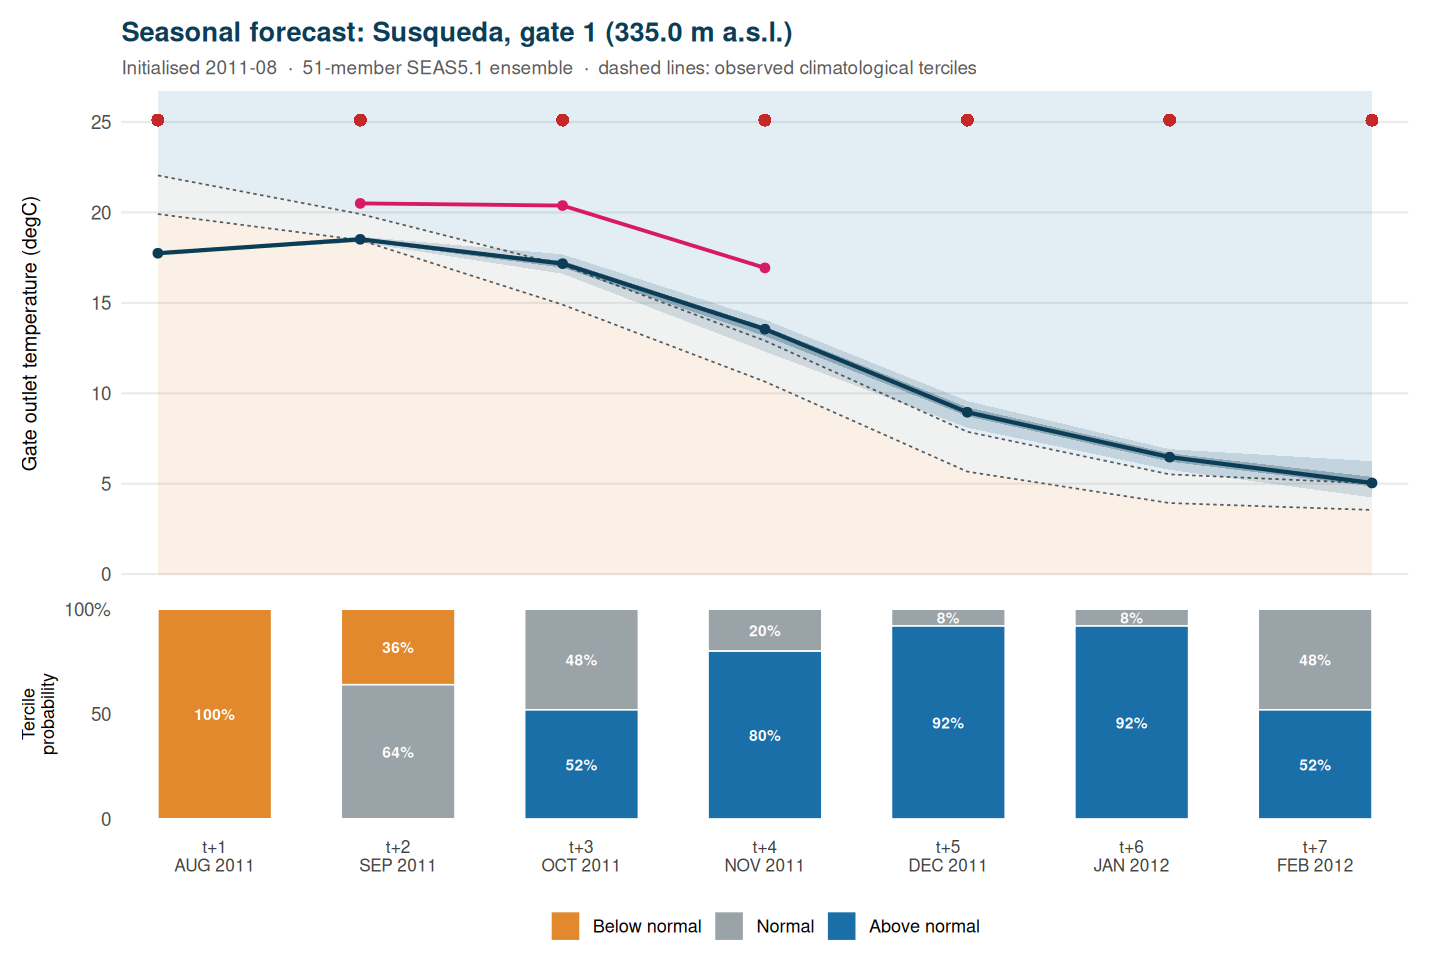 Seasonal forecast: Susqueda, gate 1 (335.0 m a.s.l.)
Initialised 2011-08 · 51-member SEAS5.1 ensemble · dashed lines: observed climatological terciles
Gate outlet temperature (degC)
25
20
15
10
5
0
Tercile
probability
100%
50
0
100%
36%
64%
48%
52%
20%
80%
8%
92%
8%
92%
48%
52%
t+1
AUG 2011
t+2
SEP 2011
t+3
OCT 2011
t+4
NOV 2011
t+5
DEC 2011
t+6
JAN 2012
t+7
FEB 2012
Below normal
Normal
Above normal